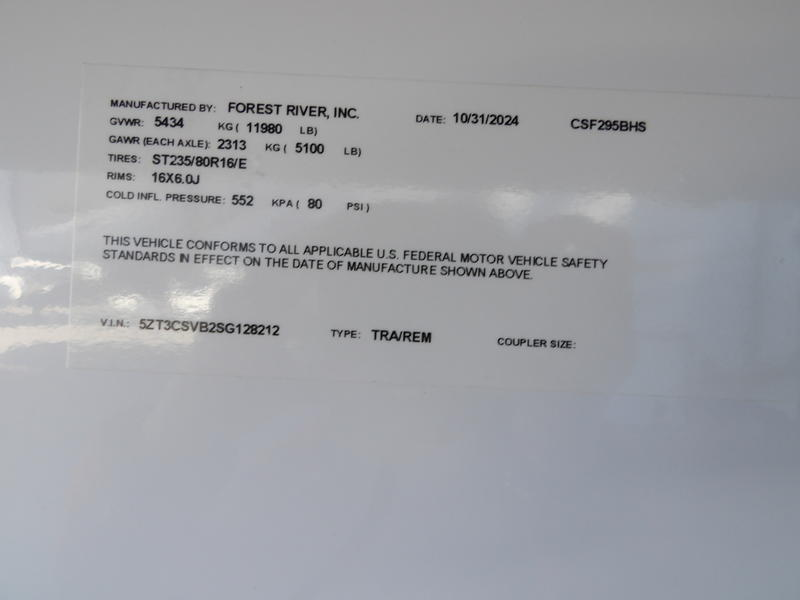 MANUFACTURED BY: FOREST RIVER, INC. DATE: 10/31/2024 CSF295BHS
GVWR: 5434 KG ( 11980 LB)
GAWR (EACH AXLE): 2313 KG ( 5100 LB)
TIRES: ST235/80R16/E
RIMS: 16X6.0J
COLD INFL. PRESSURE: 552 KPA ( 80 PSI )
THIS VEHICLE CONFORMS TO ALL APPLICABLE U.S. FEDERAL MOTOR VEHICLE SAFETY
STANDARDS IN EFFECT ON THE DATE OF MANUFACTURE SHOWN ABOVE.
V.I.N.: 5ZT3CSVB2SG128212 TYPE: TRA/REM COUPLER SIZE: